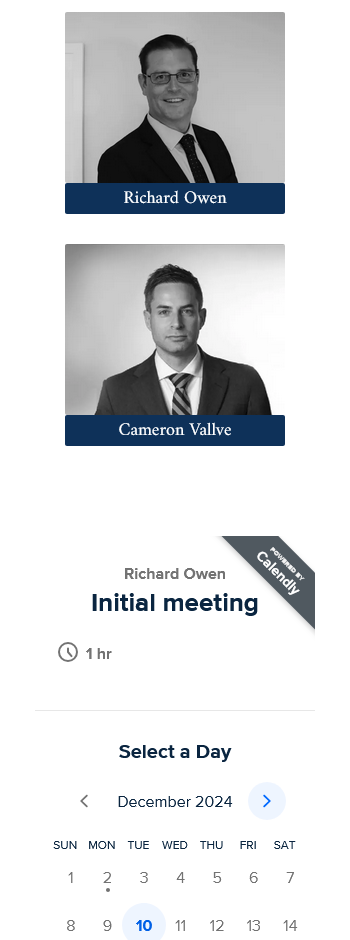 Richard Owen
Cameron Vallve
POWERED BY
Calendly
Richard Owen
Initial meeting
1 hr
Select a Day
December 2024
SUN MON TUE WED THU FRI SAT
1 2 3 4 5 6 7
8 9 10 11 12 13 14